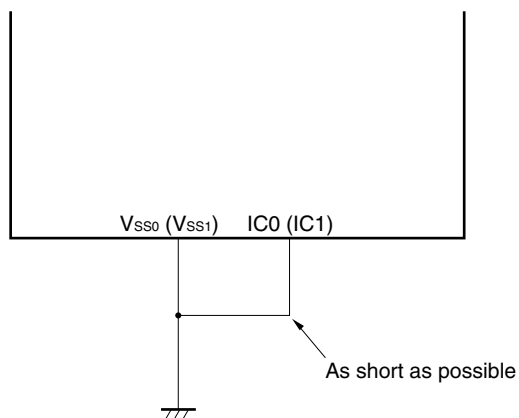 VSS0 (VSS1) IC0 (IC1)
As short as possible